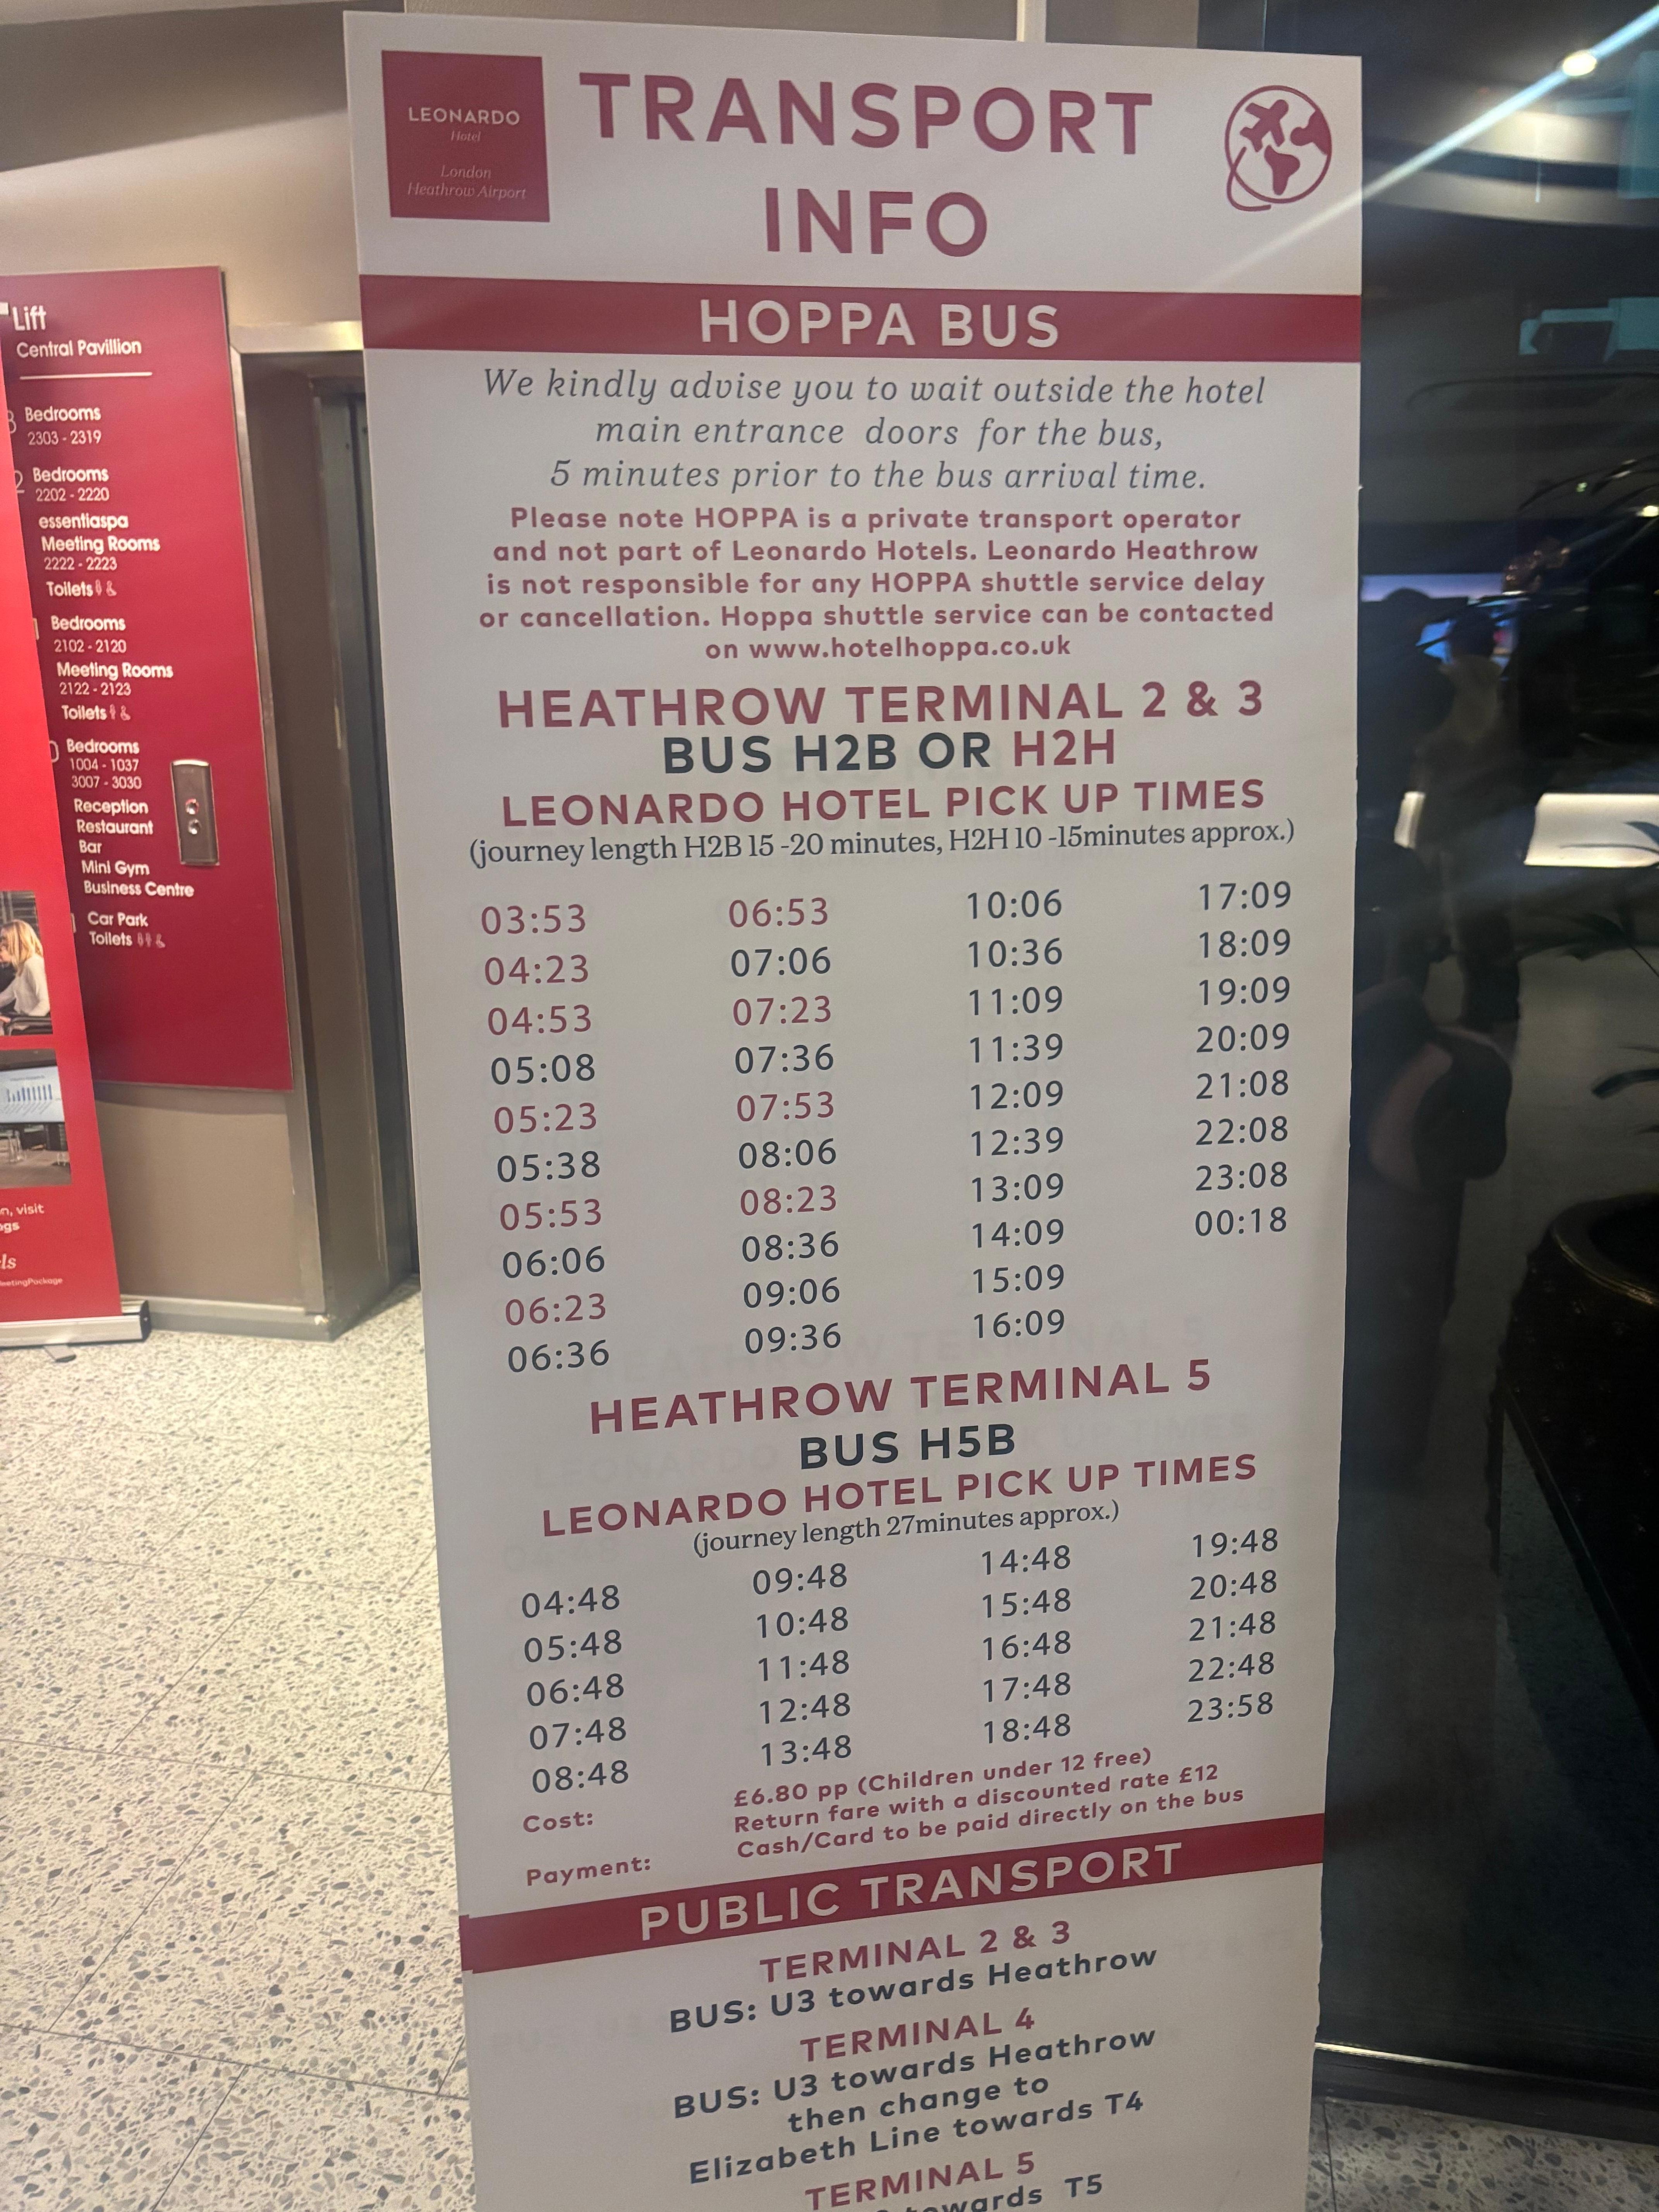 LEONARDO
Hotel
London
Heathrow Airport
TRANSPORT
INFO
HOPPA BUS
We kindly advise you to wait outside the hotel
main entrance doors for the bus,
5 minutes prior to the bus arrival time.
Please note HOPPA is a private transport operator
and not part of Leonardo Hotels. Leonardo Heathrow
is not responsible for any HOPPA shuttle service delay
or cancellation. Hoppa shuttle service can be contacted
on www.hotelhoppa.co.uk
HEATHROW TERMINAL 2 & 3
BUS H2B OR H2H
LEONARDO HOTEL PICK UP TIMES
(journey length H2B 15 -20 minutes, H2H 10 -15minutes approx.)
03:53 06:53 10:06 17:09
04:23 07:06 10:36 18:09
04:53 07:23 11:09 19:09
05:08 07:36 11:39 20:09
05:23 07:53 12:09 21:08
05:38 08:06 12:39 22:08
05:53 08:23 13:09 23:08
06:06 08:36 14:09 00:18
06:23 09:06 15:09
06:36 09:36 16:09
HEATHROW TERMINAL 5
BUS H5B
LEONARDO HOTEL PICK UP TIMES
(journey length 27minutes approx.)
04:48 09:48 14:48 19:48
05:48 10:48 15:48 20:48
06:48 11:48 16:48 21:48
07:48 12:48 17:48 22:48
08:48 13:48 18:48 23:58
Cost: £6.80 pp (Children under 12 free)
Return fare with a discounted rate £12
Payment: Cash/Card to be paid directly on the bus
PUBLIC TRANSPORT
TERMINAL 2 & 3
BUS: U3 towards Heathrow
TERMINAL 4
BUS: U3 towards Heathrow
then change to
Elizabeth Line towards T4
TERMINAL 5
towards T5
Lift
Central Pavillion
Bedrooms
2303 - 2319
Bedrooms
2202 - 2220
essentiaspa
Meeting Rooms
2222 - 2223
Toilets
Bedrooms
2102 - 2120
Meeting Rooms
2122 - 2123
Toilets
Bedrooms
1004 - 1037
3007 - 3030
Reception
Restaurant
Bar
Mini Gym
Business Centre
Car Park
Toilets
visit